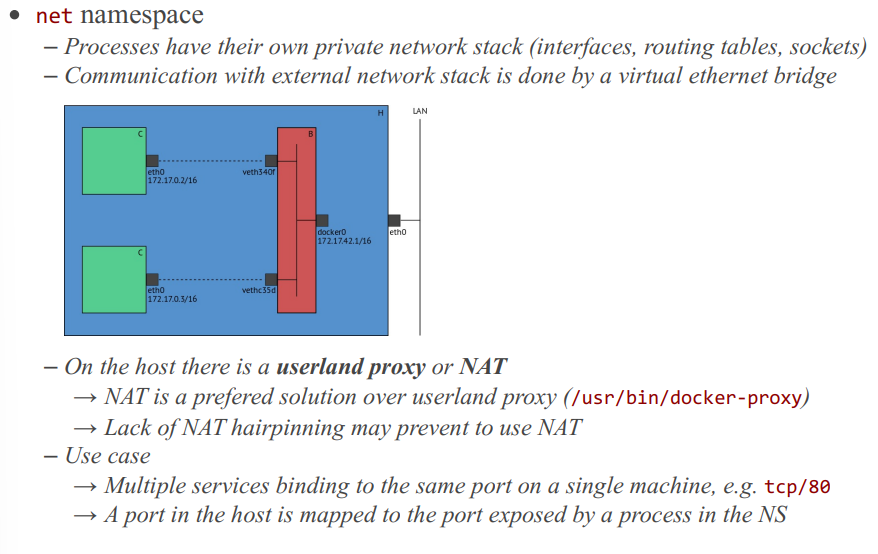 • net namespace
– Processes have their own private network stack (interfaces, routing tables, sockets)
– Communication with external network stack is done by a virtual ethernet bridge
H
LAN
C
B
eth0
172.17.0.2/16
veth340f
docker0
172.17.42.1/16
eth0
C
eth0
172.17.0.3/16
vethc35d
– On the host there is a userland proxy or NAT
→ NAT is a prefered solution over userland proxy (/usr/bin/docker-proxy)
→ Lack of NAT hairpinning may prevent to use NAT
– Use case
→ Multiple services binding to the same port on a single machine, e.g. tcp/80
→ A port in the host is mapped to the port exposed by a process in the NS